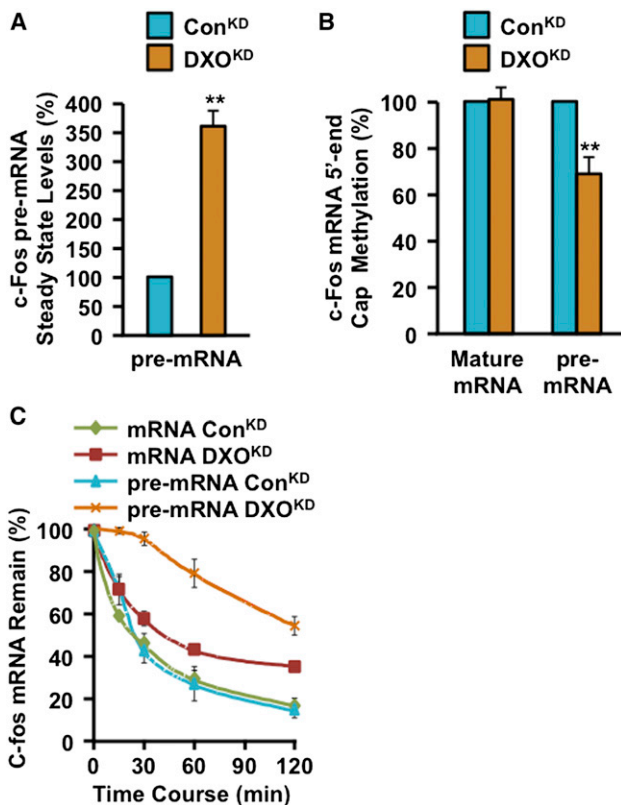 A
Con^KD
DXO^KD
c-Fos pre-mRNA
Steady State Levels (%)
400
350
300
250
200
150
100
50
0
**
pre-mRNA
B
Con^KD
DXO^KD
c-Fos mRNA 5'-end
Cap Methylation (%)
100
80
60
40
20
0
**
Mature
mRNA
pre-
mRNA
C
mRNA Con^KD
mRNA DXO^KD
pre-mRNA Con^KD
pre-mRNA DXO^KD
C-fos mRNA Remain (%)
100
80
60
40
20
0
0 30 60 90 120
Time Course (min)